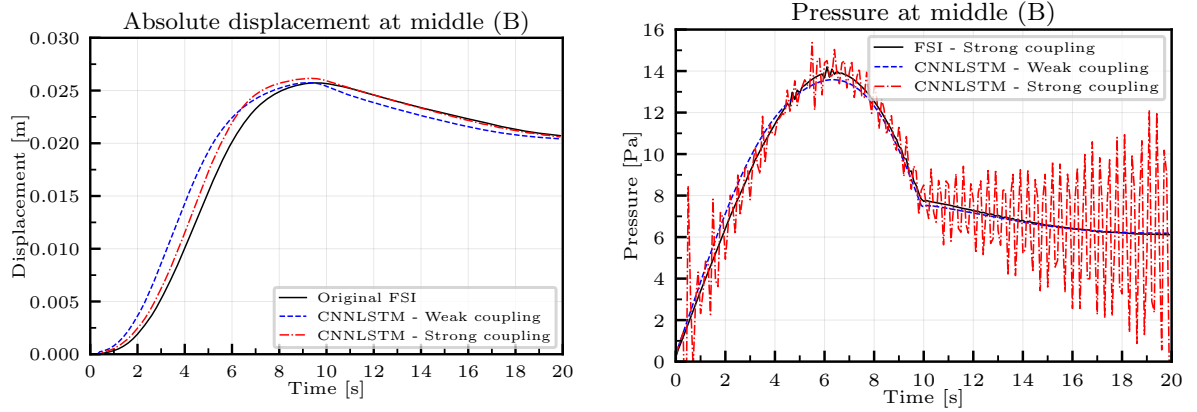 Absolute displacement at middle (B)
0.030
0.025
0.020
0.015
0.010
0.005
0.000
Displacement [m]
Original FSI
CNNLSTM - Weak coupling
CNNLSTM - Strong coupling
0 2 4 6 8 10 12 14 16 18 20
Time [s]
Pressure at middle (B)
16
14
12
10
8
6
4
2
0
Pressure [Pa]
FSI - Strong coupling
CNNLSTM - Weak coupling
CNNLSTM - Strong coupling
0 2 4 6 8 10 12 14 16 18 20
Time [s]